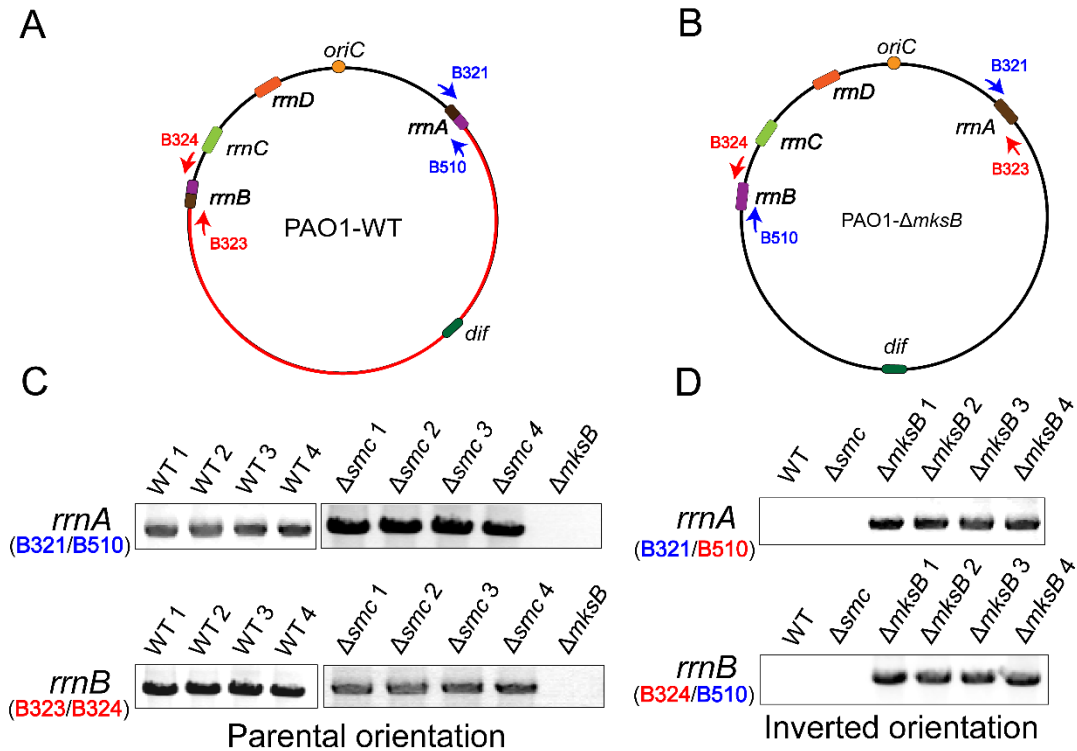 A
oriC
B321
rrnD
rrnA
B324
rrnC
B510
rrnB
PAO1-WT
B323
dif
B
oriC
B321
rrnD
rrnA
B324
rrnC
B323
rrnB
PAO1-ΔmksB
B510
dif
C
WT 1 WT 2 WT 3 WT 4 Δsmc 1 Δsmc 2 Δsmc 3 Δsmc 4 ΔmksB
rrnA
(B321/B510)
WT 1 WT 2 WT 3 WT 4 Δsmc 1 Δsmc 2 Δsmc 3 Δsmc 4 ΔmksB
rrnB
(B323/B324)
Parental orientation
D
WT Δsmc ΔmksB 1 ΔmksB 2 ΔmksB 3 ΔmksB 4
rrnA
(B321/B510)
WT Δsmc ΔmksB 1 ΔmksB 2 ΔmksB 3 ΔmksB 4
rrnB
(B324/B510)
Inverted orientation